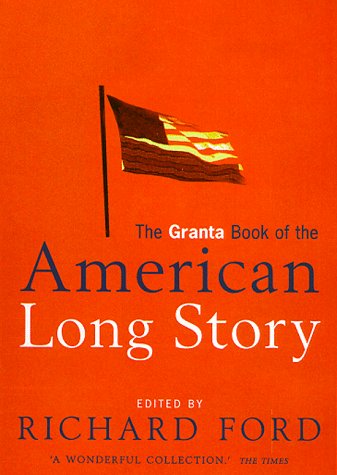 The Granta Book of the
American
Long Story
EDITED BY
RICHARD FORD
'A WONDERFUL COLLECTION.' THE TIMES